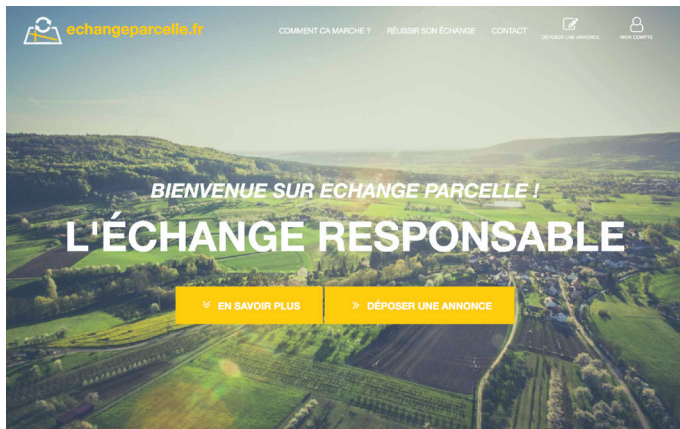 echangeparcelle.fr
COMMENT CA MARCHE ?
RÉUSSIR SON ÉCHANGE
CONTACT
DÉPOSER UNE ANNONCE
MON COMPTE
BIENVENUE SUR ECHANGE PARCELLE !
L'ÉCHANGE RESPONSABLE
EN SAVOIR PLUS
DÉPOSER UNE ANNONCE